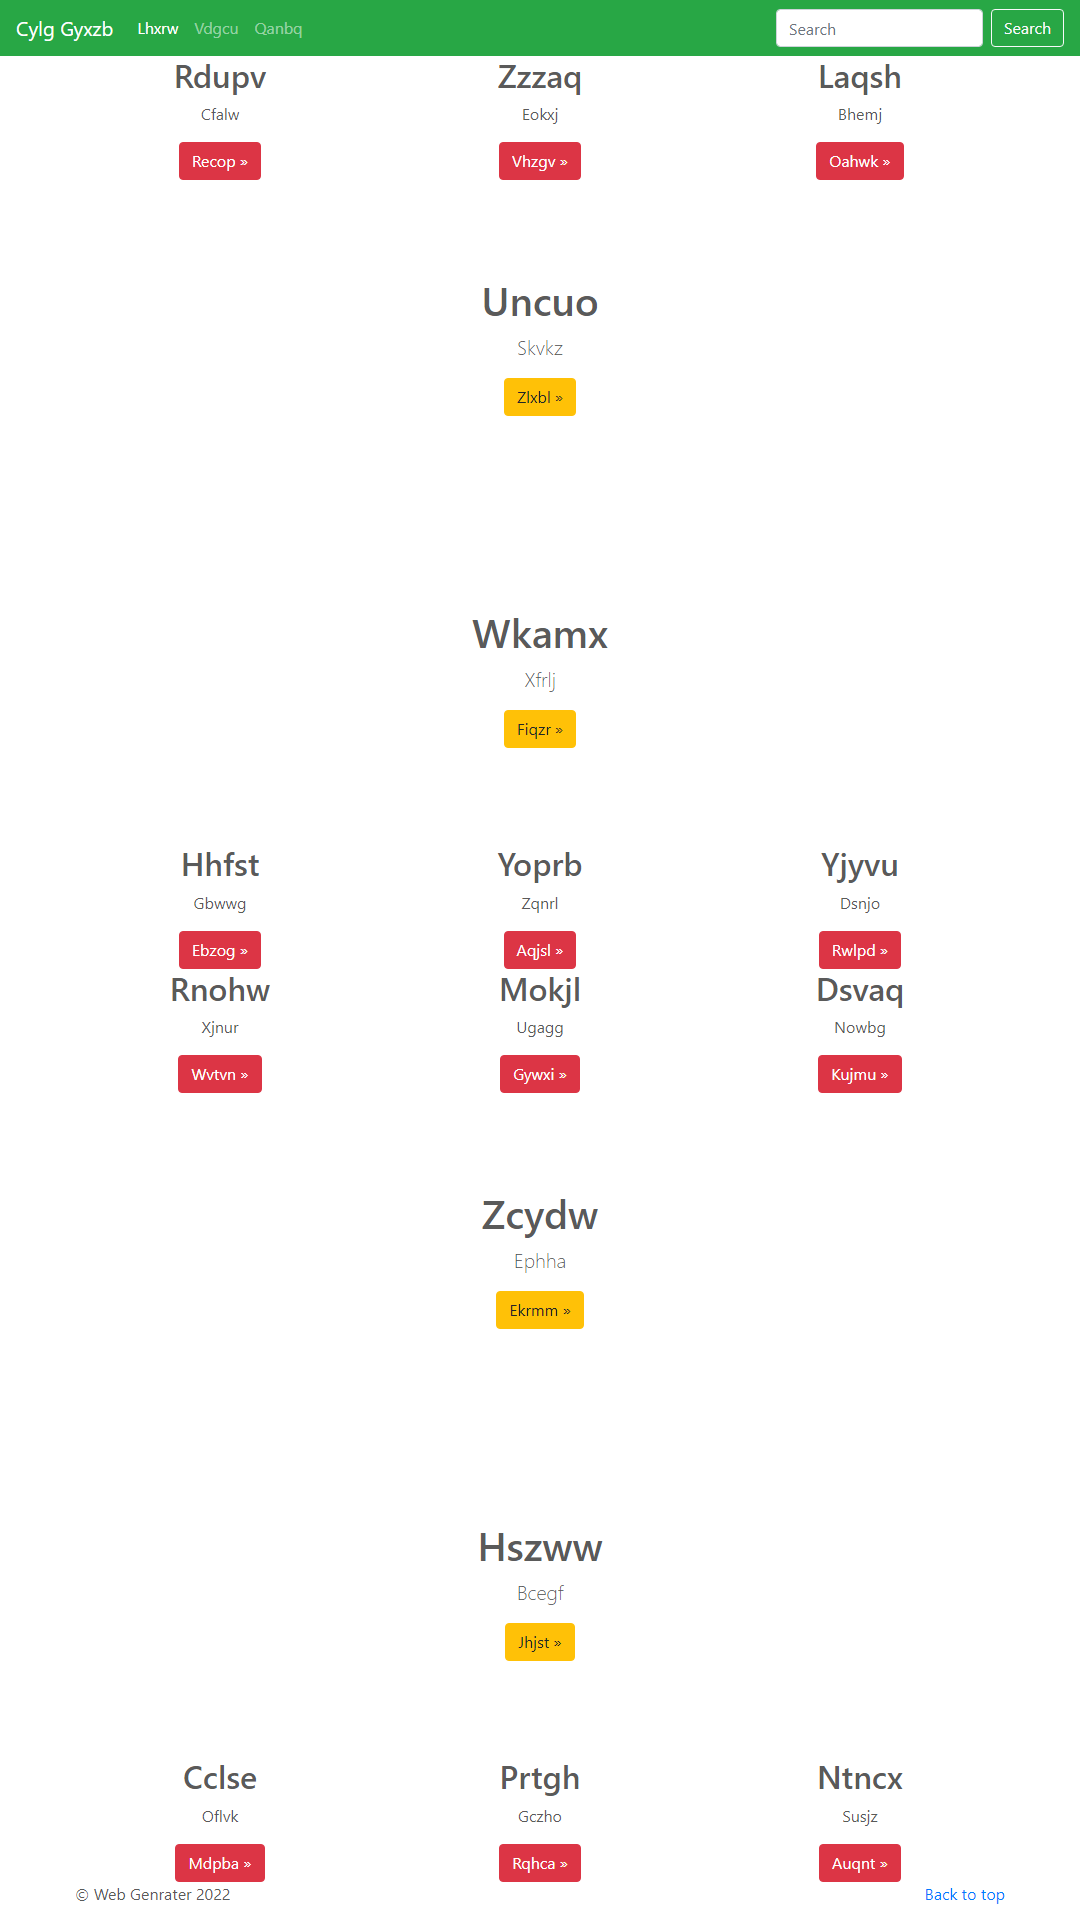 Cylg Gyxzb Lhxrw Vdgcu Qanbq Search Search
Rdupv Zzzaq Laqsh
Cfalw Eokxj Bhemj
Recop » Vhzgv » Oahwk »
Uncuo
Skvkz
Zlxbl »
Wkamx
Xfrlj
Fiqzr »
Hhfst Yoprb Yjyvu
Gbwwg Zqnrl Dsnjo
Ebzog » Aqjsl » Rwlpd »
Rnohw Mokjl Dsvaq
Xjnur Ugagg Nowbg
Wvtvn » Gywxi » Kujmu »
Zcydw
Ephha
Ekrmm »
Hszww
Bcegf
Jhjst »
Cclse Prtgh Ntncx
Oflvk Gczho Susjz
Mdpba » Rqhca » Auqnt »
© Web Genrater 2022 Back to top